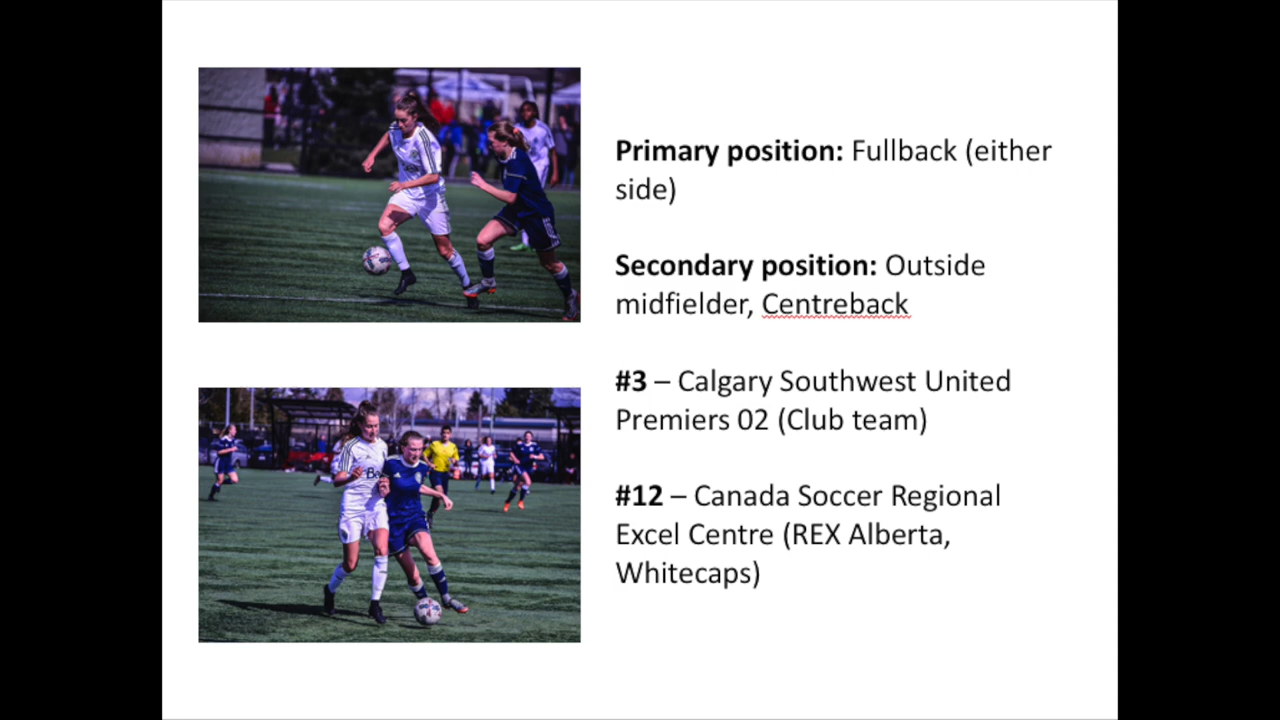 Primary position: Fullback (either
side)
Secondary position: Outside
midfielder, Centreback
#3 – Calgary Southwest United
Premiers 02 (Club team)
#12 – Canada Soccer Regional
Excel Centre (REX Alberta,
Whitecaps)